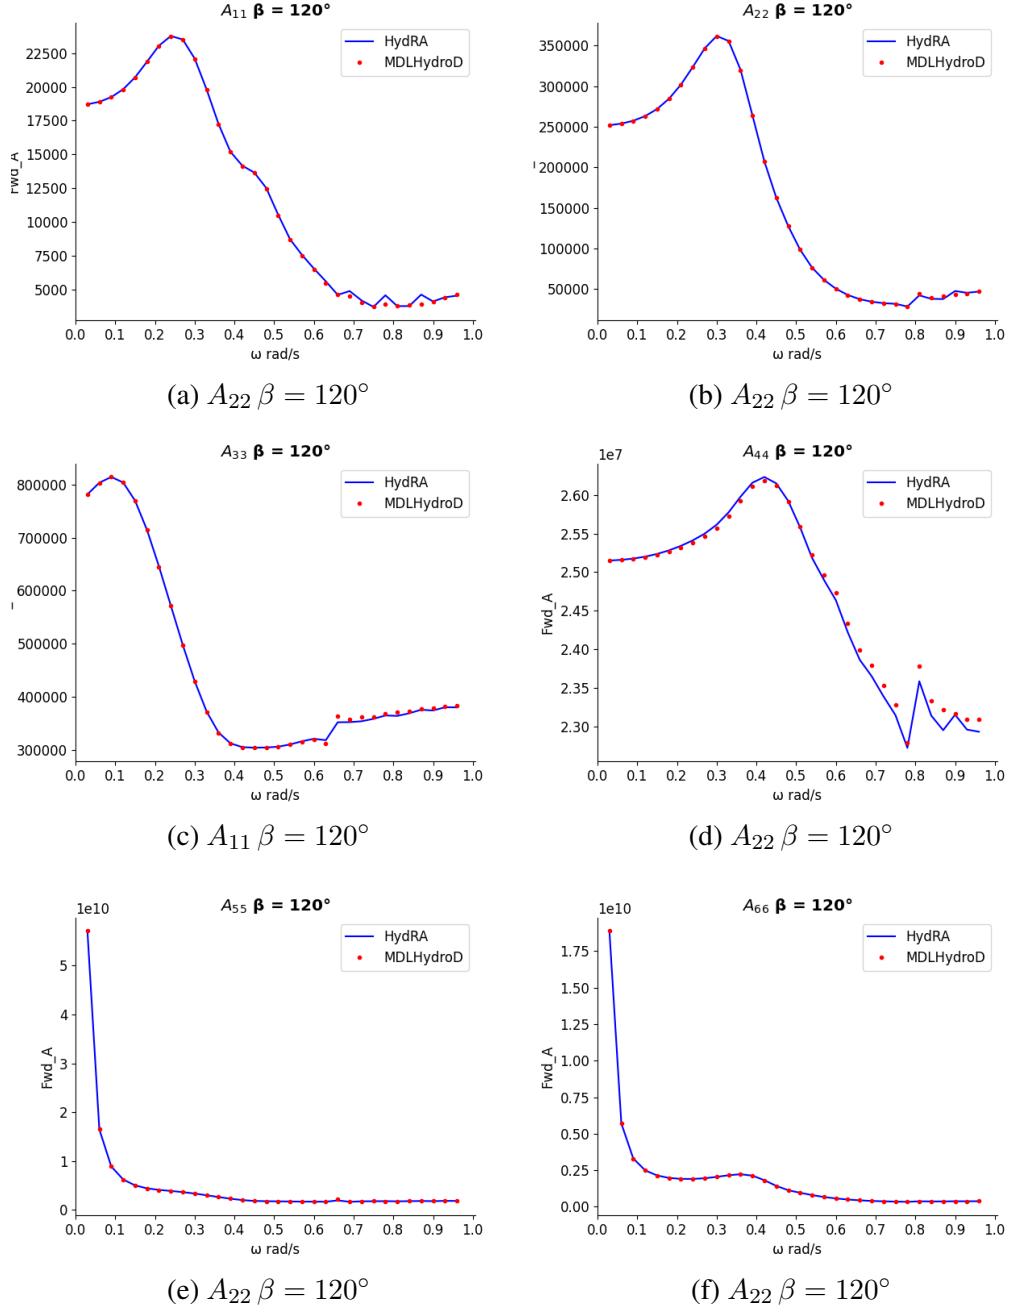 A₁₁ β = 120°
22500
20000
17500
15000
12500
10000
7500
5000
Fwd_A
HydRA
MDLHydroD
0.0 0.1 0.2 0.3 0.4 0.5 0.6 0.7 0.8 0.9 1.0
ω rad/s
(a) A₂₂ β = 120°
A₂₂ β = 120°
350000
300000
250000
200000
150000
100000
50000
HydRA
MDLHydroD
0.0 0.1 0.2 0.3 0.4 0.5 0.6 0.7 0.8 0.9 1.0
ω rad/s
(b) A₂₂ β = 120°
A₃₃ β = 120°
800000
700000
600000
500000
400000
300000
HydRA
MDLHydroD
0.0 0.1 0.2 0.3 0.4 0.5 0.6 0.7 0.8 0.9 1.0
ω rad/s
(c) A₁₁ β = 120°
1e7
A₄₄ β = 120°
2.60
2.55
2.50
2.45
2.40
2.35
2.30
Fwd_A
HydRA
MDLHydroD
0.0 0.1 0.2 0.3 0.4 0.5 0.6 0.7 0.8 0.9 1.0
ω rad/s
(d) A₂₂ β = 120°
1e10
A₅₅ β = 120°
5
4
3
2
1
0
Fwd_A
HydRA
MDLHydroD
0.0 0.1 0.2 0.3 0.4 0.5 0.6 0.7 0.8 0.9 1.0
ω rad/s
(e) A₂₂ β = 120°
1e10
A₆₆ β = 120°
1.75
1.50
1.25
1.00
0.75
0.50
0.25
0.00
Fwd_A
HydRA
MDLHydroD
0.0 0.1 0.2 0.3 0.4 0.5 0.6 0.7 0.8 0.9 1.0
ω rad/s
(f) A₂₂ β = 120°